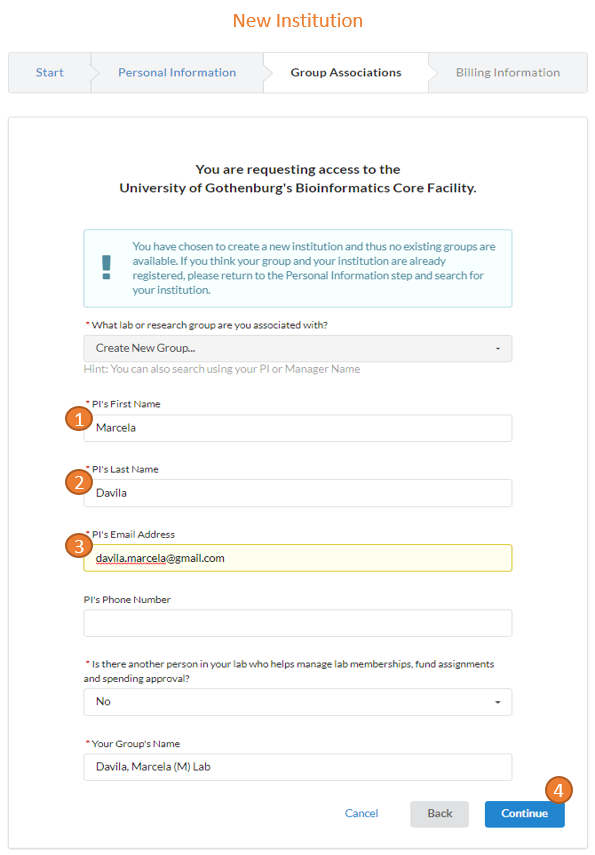 New Institution
Start
Personal Information
Group Associations
Billing Information
You are requesting access to the
University of Gothenburg's Bioinformatics Core Facility.
You have chosen to create a new institution and thus no existing groups are
available. If you think your group and your institution are already
registered, please return to the Personal Information step and search for
your institution.
* What lab or research group are you associated with?
Create New Group...
Hint: You can also search using your PI or Manager Name
* PI's First Name
1
Marcela
* PI's Last Name
2
Davila
* PI's Email Address
3
davila.marcela@gmail.com
PI's Phone Number
* Is there another person in your lab who helps manage lab memberships, fund assignments
and spending approval?
No
* Your Group's Name
Davila, Marcela (M) Lab
4
Cancel
Back
Continue